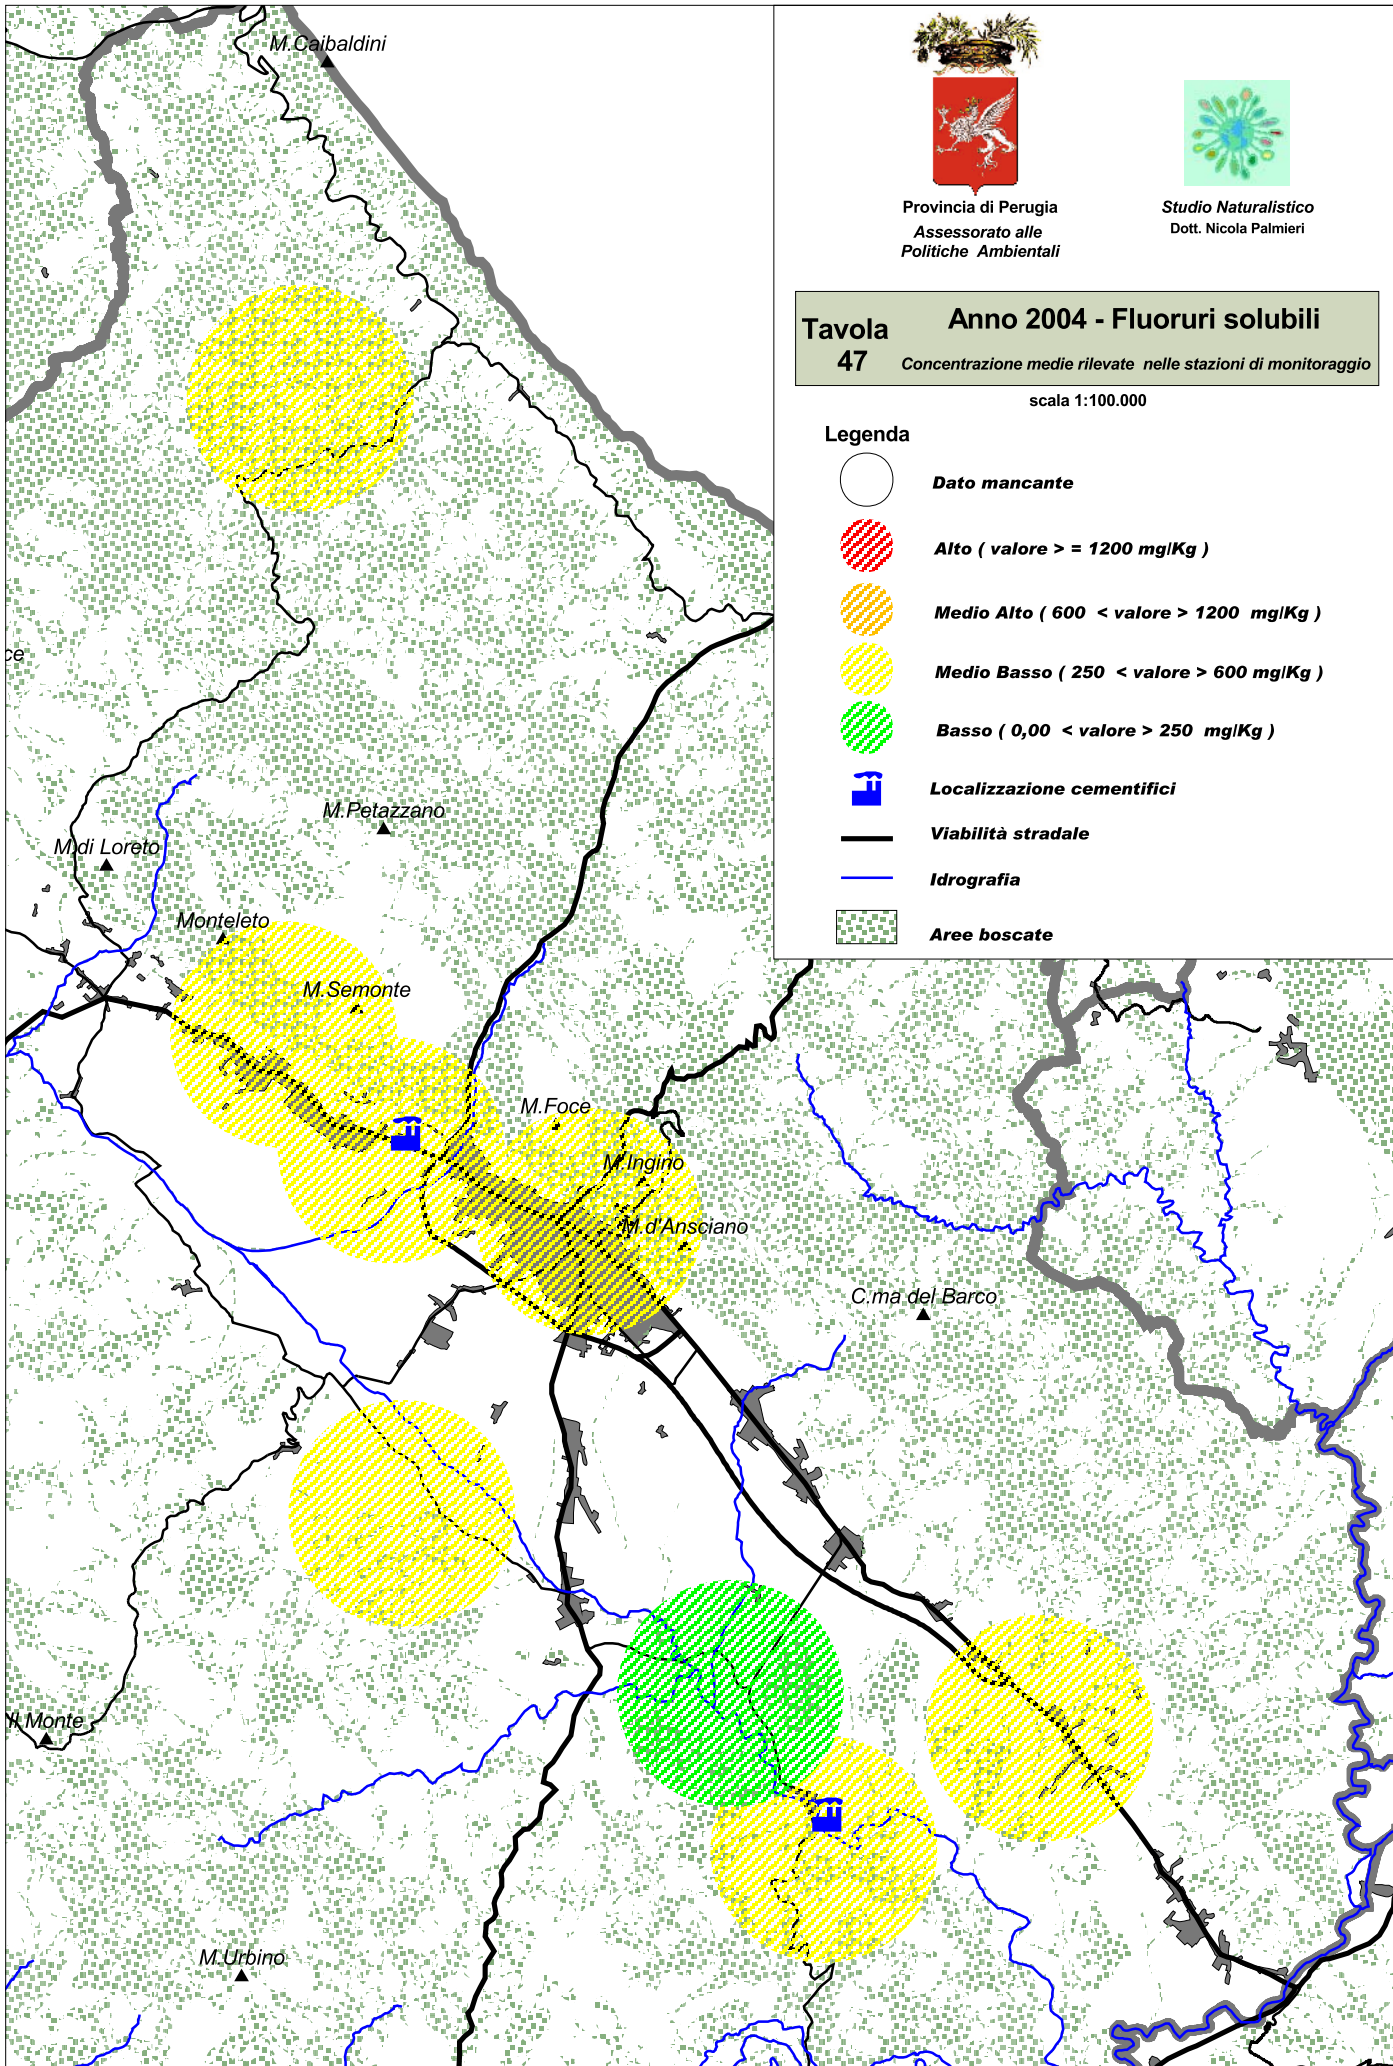 M.Caibaldini
Provincia di Perugia
Assessorato alle
Politiche Ambientali
Studio Naturalistico
Dott. Nicola Palmieri
Tavola
47
Anno 2004 - Fluoruri solubili
Concentrazione medie rilevate nelle stazioni di monitoraggio
scala 1:100.000
Legenda
Dato mancante
Alto ( valore > = 1200 mg/Kg )
Medio Alto ( 600 < valore > 1200 mg/Kg )
Medio Basso ( 250 < valore > 600 mg/Kg )
Basso ( 0,00 < valore > 250 mg/Kg )
Localizzazione cementifici
Viabilità stradale
Idrografia
Aree boscate
ce
M.Petazzano
M.di Loreto
Monteleto
M.Semonte
M.Foce
M.Ingino
M.d'Ansciano
C.ma del Barco
Il Monte
M.Urbino